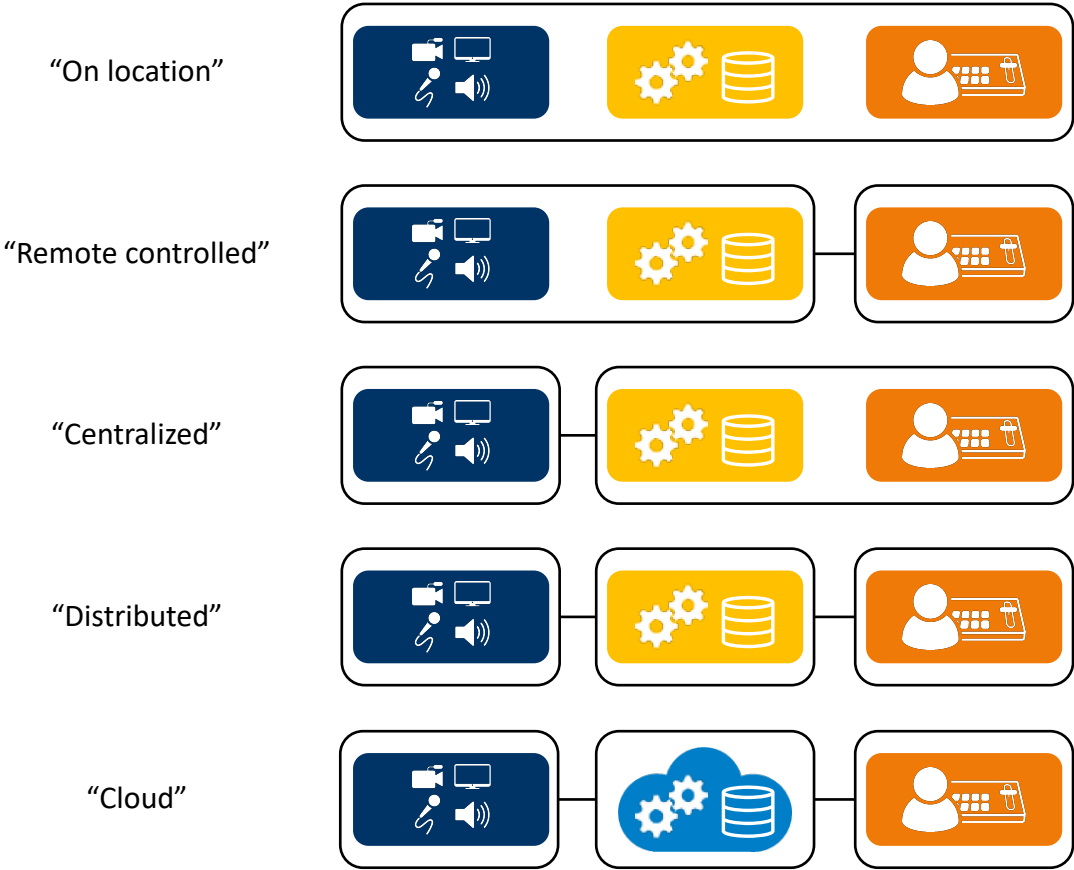 “On location”
“Remote controlled”
“Centralized”
“Distributed”
“Cloud”